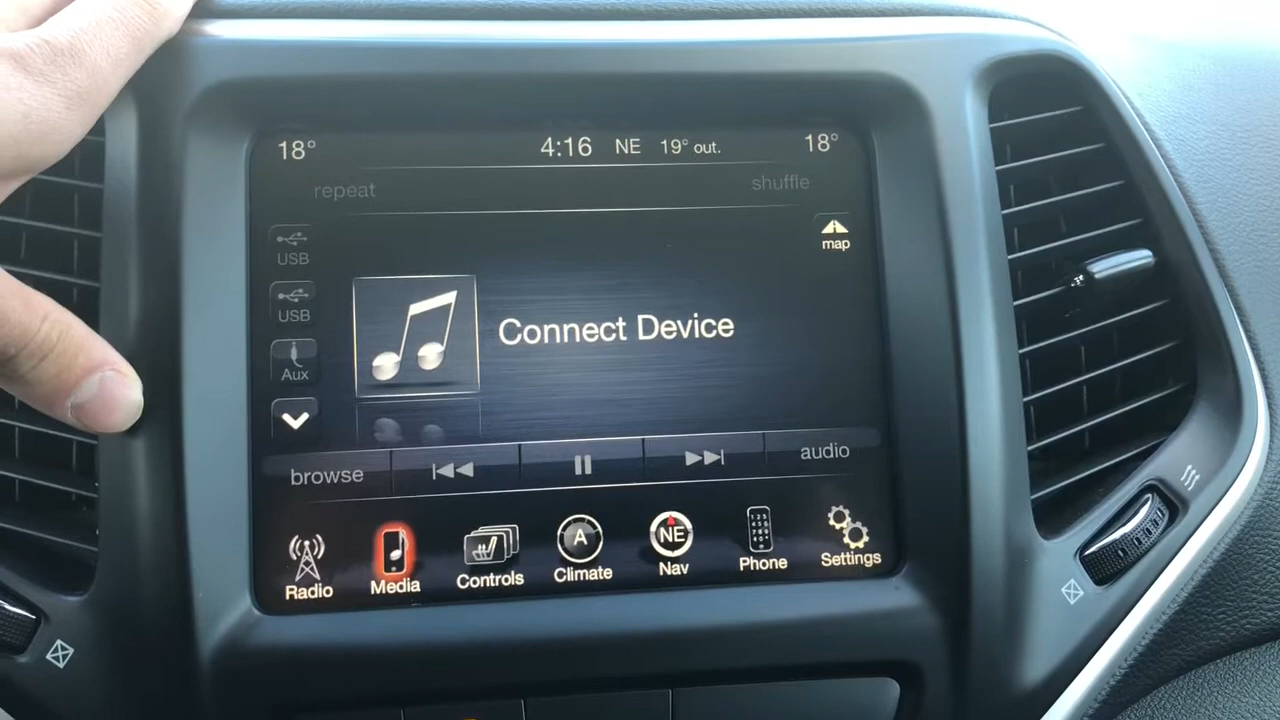 18° 4:16 NE 19° out. 18°
repeat shuffle
map
USB
USB
Connect Device
Aux
browse audio
A NE
Radio Media Controls Climate Nav Phone Settings